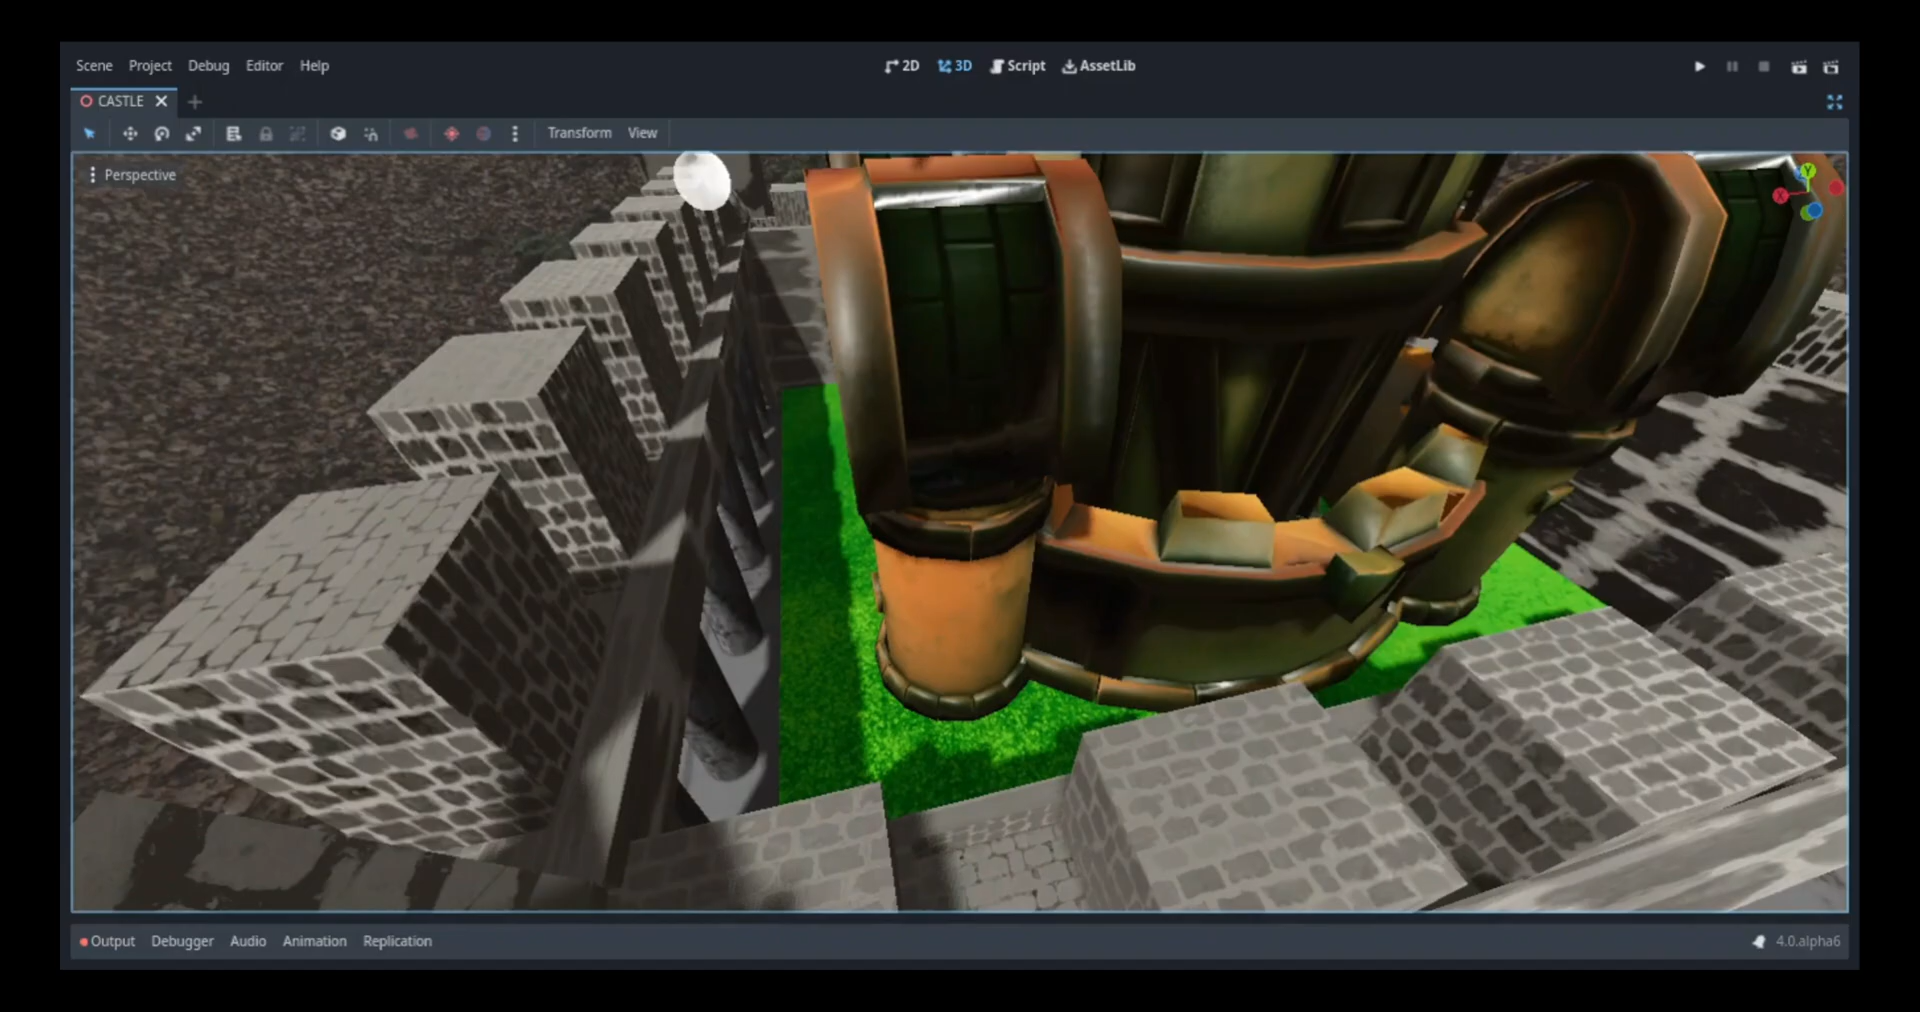 Scene Project Debug Editor Help 2D 3D Script AssetLib
CASTLE
Transform View
Perspective
Y
X
Output Debugger Audio Animation Replication 4.0.alpha6